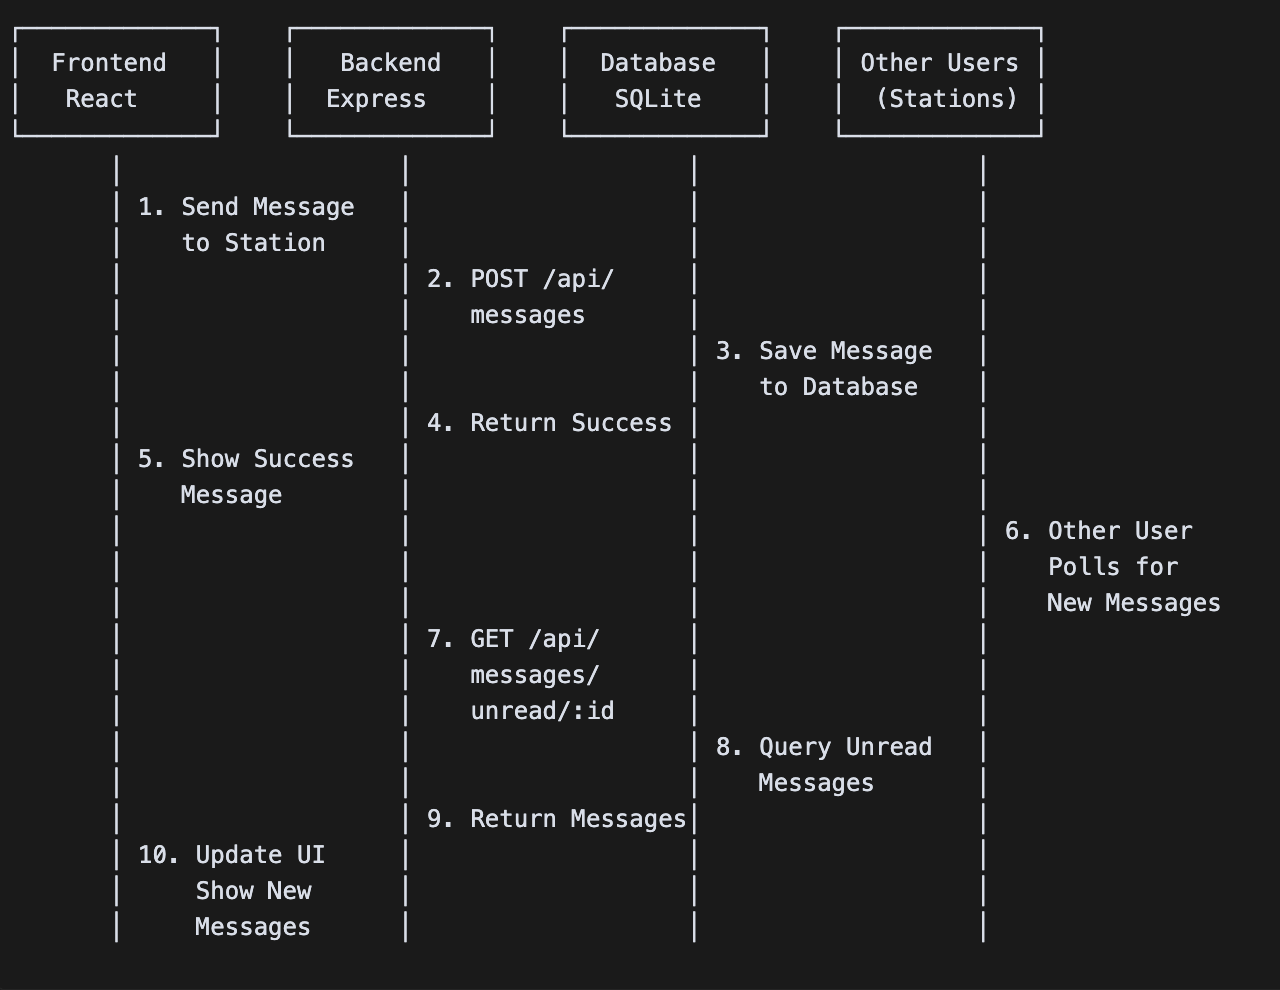 Frontend
React
Backend
Express
Database
SQLite
Other Users
(Stations)
1. Send Message
to Station
2. POST /api/
messages
3. Save Message
to Database
4. Return Success
5. Show Success
Message
6. Other User
Polls for
New Messages
7. GET /api/
messages/
unread/:id
8. Query Unread
Messages
9. Return Messages
10. Update UI
Show New
Messages